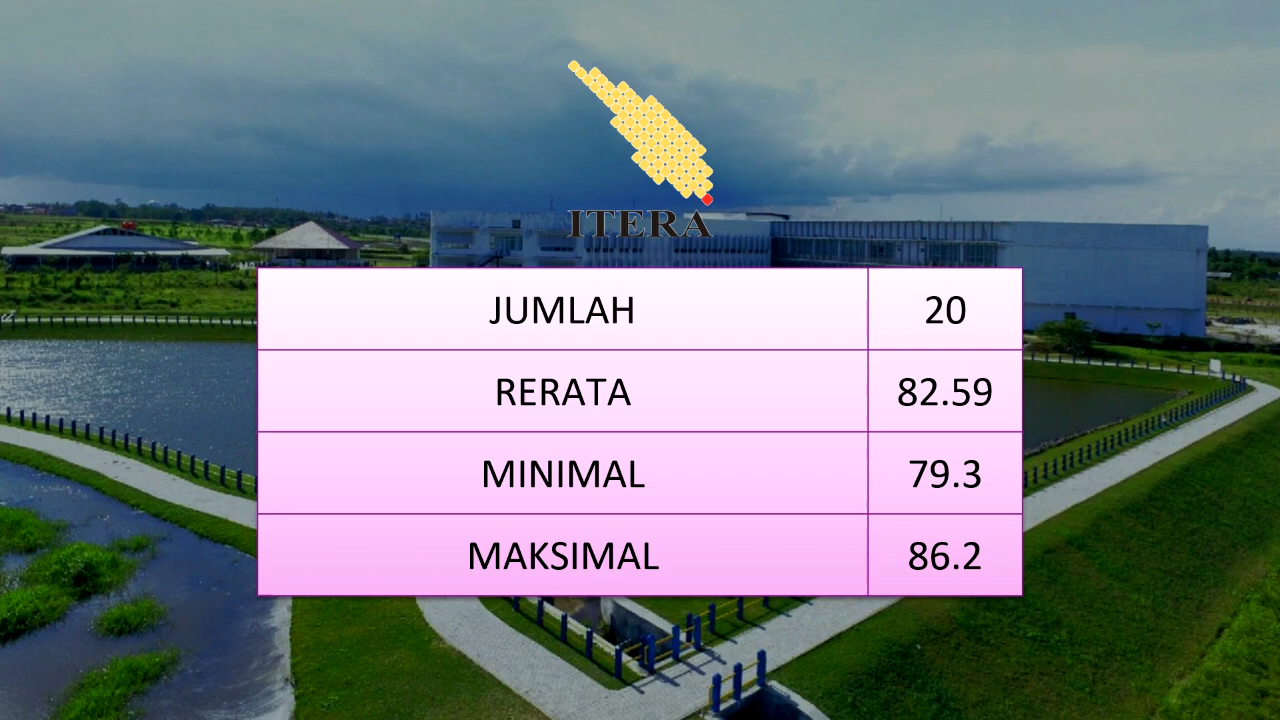 ITERA
JUMLAH 20
RERATA 82.59
MINIMAL 79.3
MAKSIMAL 86.2